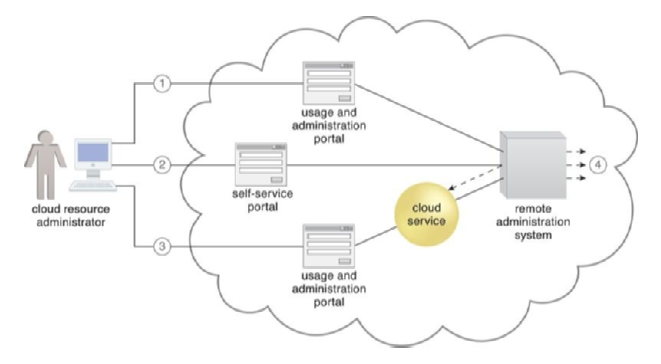 1
usage and
administration
portal
2
self-service
portal
cloud resource
administrator
cloud
service
remote
administration
system
4
3
usage and
administration
portal